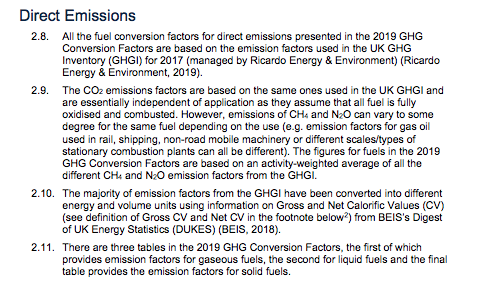 Direct Emissions
2.8. All the fuel conversion factors for direct emissions presented in the 2019 GHG
Conversion Factors are based on the emission factors used in the UK GHG
Inventory (GHGI) for 2017 (managed by Ricardo Energy & Environment) (Ricardo
Energy & Environment, 2019).
2.9. The CO₂ emissions factors are based on the same ones used in the UK GHGI and
are essentially independent of application as they assume that all fuel is fully
oxidised and combusted. However, emissions of CH₄ and N₂O can vary to some
degree for the same fuel depending on the use (e.g. emission factors for gas oil
used in rail, shipping, non-road mobile machinery or different scales/types of
stationary combustion plants can all be different). The figures for fuels in the 2019
GHG Conversion Factors are based on an activity-weighted average of all the
different CH₄ and N₂O emission factors from the GHGI.
2.10. The majority of emission factors from the GHGI have been converted into different
energy and volume units using information on Gross and Net Calorific Values (CV)
(see definition of Gross CV and Net CV in the footnote below²) from BEIS's Digest
of UK Energy Statistics (DUKES) (BEIS, 2018).
2.11. There are three tables in the 2019 GHG Conversion Factors, the first of which
provides emission factors for gaseous fuels, the second for liquid fuels and the final
table provides the emission factors for solid fuels.